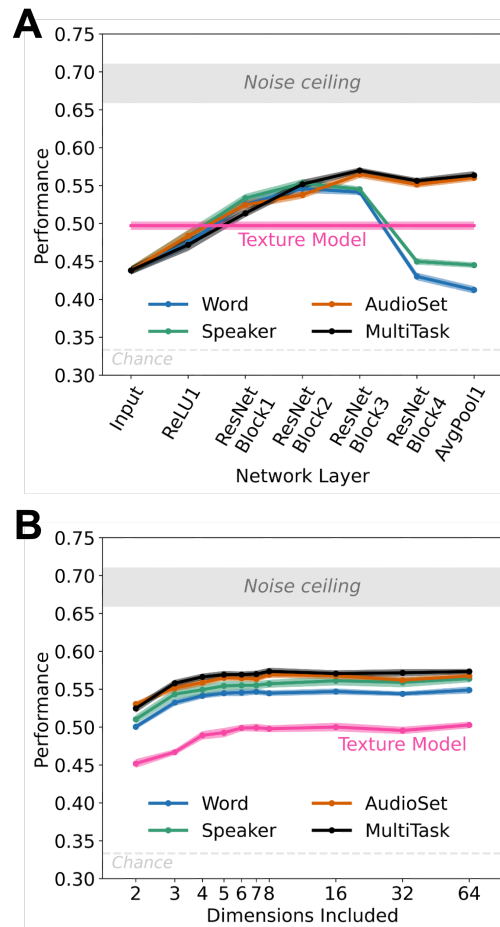 A
0.75
0.70
0.65
0.60
0.55
0.50
0.45
0.40
0.35
0.30
Performance
Noise ceiling
Texture Model
Word
AudioSet
Speaker
MultiTask
Chance
Input
ReLU1
ResNet
Block1
ResNet
Block2
ResNet
Block3
ResNet
Block4
AvgPool1
Network Layer
B
0.75
0.70
0.65
0.60
0.55
0.50
0.45
0.40
0.35
0.30
Performance
Noise ceiling
Texture Model
Word
AudioSet
Speaker
MultiTask
Chance
2 3 4 5 6 7 8 16 32 64
Dimensions Included